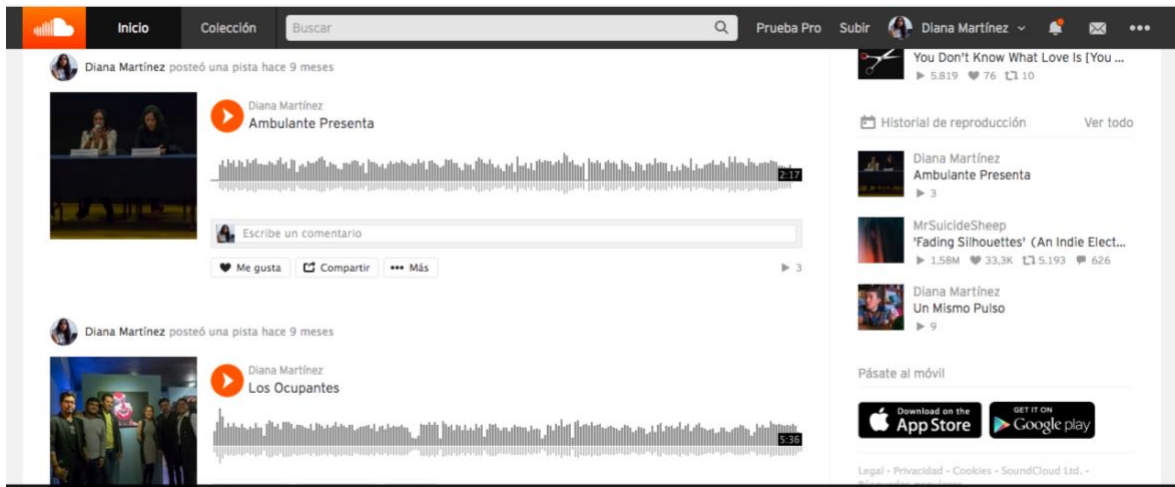 Inicio
Colección
Buscar
Prueba Pro
Subir
Diana Martínez
Diana Martínez posteó una pista hace 9 meses
Diana Martínez
Ambulante Presenta
2:17
Escribe un comentario
Me gusta
Compartir
Más
3
Diana Martínez posteó una pista hace 9 meses
Diana Martínez
Los Ocupantes
5:36
You Don't Know What Love Is [You ...
5.819 76 10
Historial de reproducción
Ver todo
Diana Martínez
Ambulante Presenta
3
MrSuicideSheep
'Fading Silhouettes' (An Indie Elect...
1,58M 33,3K 5.193 626
Diana Martínez
Un Mismo Pulso
9
Pásate al móvil
Download on the
App Store
GET IT ON
Google play
Legal - Privacidad - Cookies - SoundCloud Ltd. -